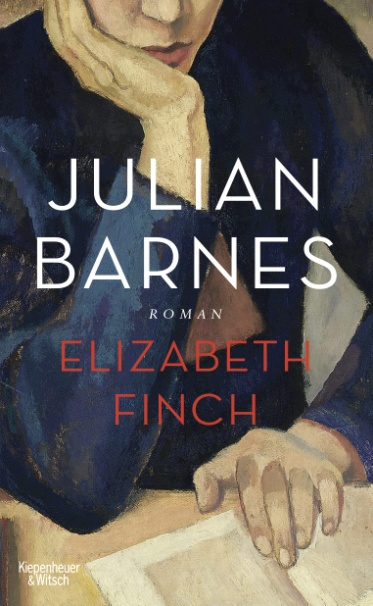 JULIAN
BARNES
ROMAN
ELIZABETH
FINCH
Kiepenheuer
&Witsch